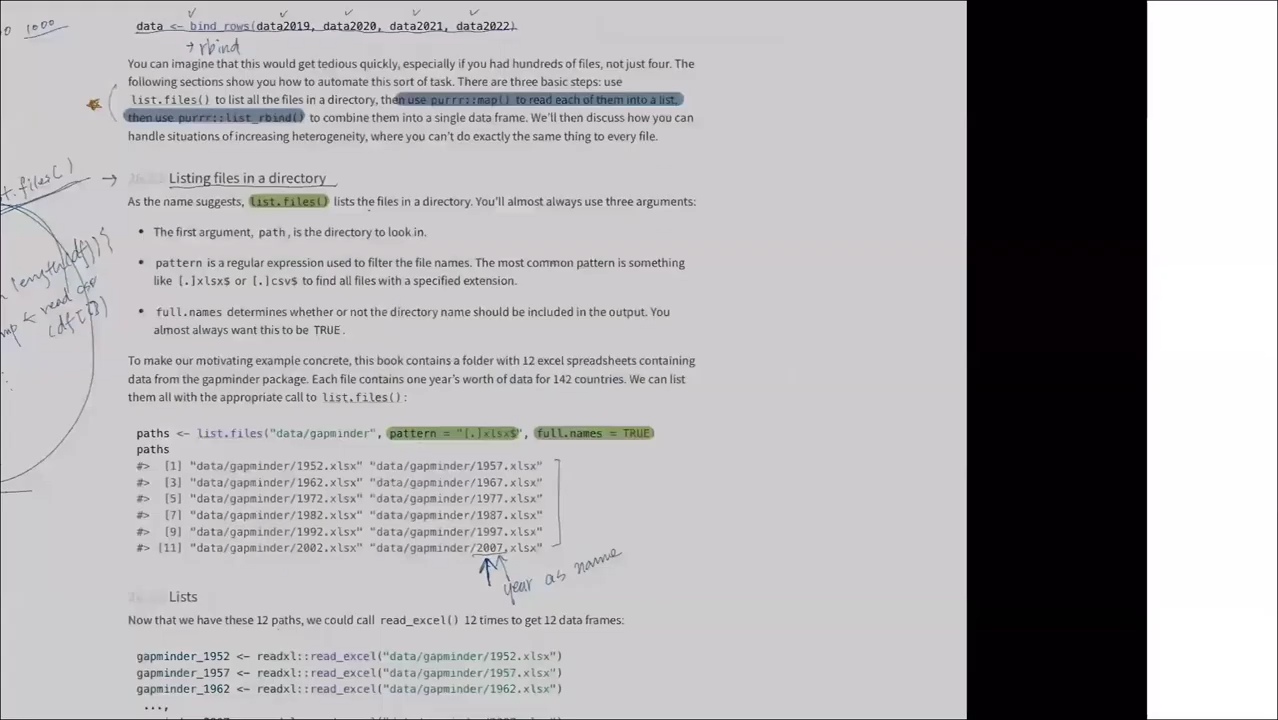 1000
data <- bind_rows(data2019, data2020, data2021, data2022)
→ rbind
You can imagine that this would get tedious quickly, especially if you had hundreds of files, not just four. The
following sections show you how to automate this sort of task. There are three basic steps: use
list.files() to list all the files in a directory, then use purrr::map() to read each of them into a list,
then use purrr::list_rbind() to combine them into a single data frame. We'll then discuss how you can
handle situations of increasing heterogeneity, where you can't do exactly the same thing to every file.
st.files()
→ Listing files in a directory
As the name suggests, list.files() lists the files in a directory. You'll almost always use three arguments:
• The first argument, path, is the directory to look in.
• pattern is a regular expression used to filter the file names. The most common pattern is something
like [.]xlsx$ or [.]csv$ to find all files with a specified extension.
• full.names determines whether or not the directory name should be included in the output. You
almost always want this to be TRUE.
length(df)){
mp < read csv
To make our motivating example concrete, this book contains a folder with 12 excel spreadsheets containing
data from the gapminder package. Each file contains one year's worth of data for 142 countries. We can list
them all with the appropriate call to list.files():
paths <- list.files("data/gapminder", pattern = "[.]xlsx$", full.names = TRUE)
paths
#> [1] "data/gapminder/1952.xlsx" "data/gapminder/1957.xlsx"
#> [3] "data/gapminder/1962.xlsx" "data/gapminder/1967.xlsx"
#> [5] "data/gapminder/1972.xlsx" "data/gapminder/1977.xlsx"
#> [7] "data/gapminder/1982.xlsx" "data/gapminder/1987.xlsx"
#> [9] "data/gapminder/1992.xlsx" "data/gapminder/1997.xlsx"
#> [11] "data/gapminder/2002.xlsx" "data/gapminder/2007.xlsx"
year as name
Lists
Now that we have these 12 paths, we could call read_excel() 12 times to get 12 data frames:
gapminder_1952 <- readxl::read_excel("data/gapminder/1952.xlsx")
gapminder_1957 <- readxl::read_excel("data/gapminder/1957.xlsx")
gapminder_1962 <- readxl::read_excel("data/gapminder/1962.xlsx")
...,